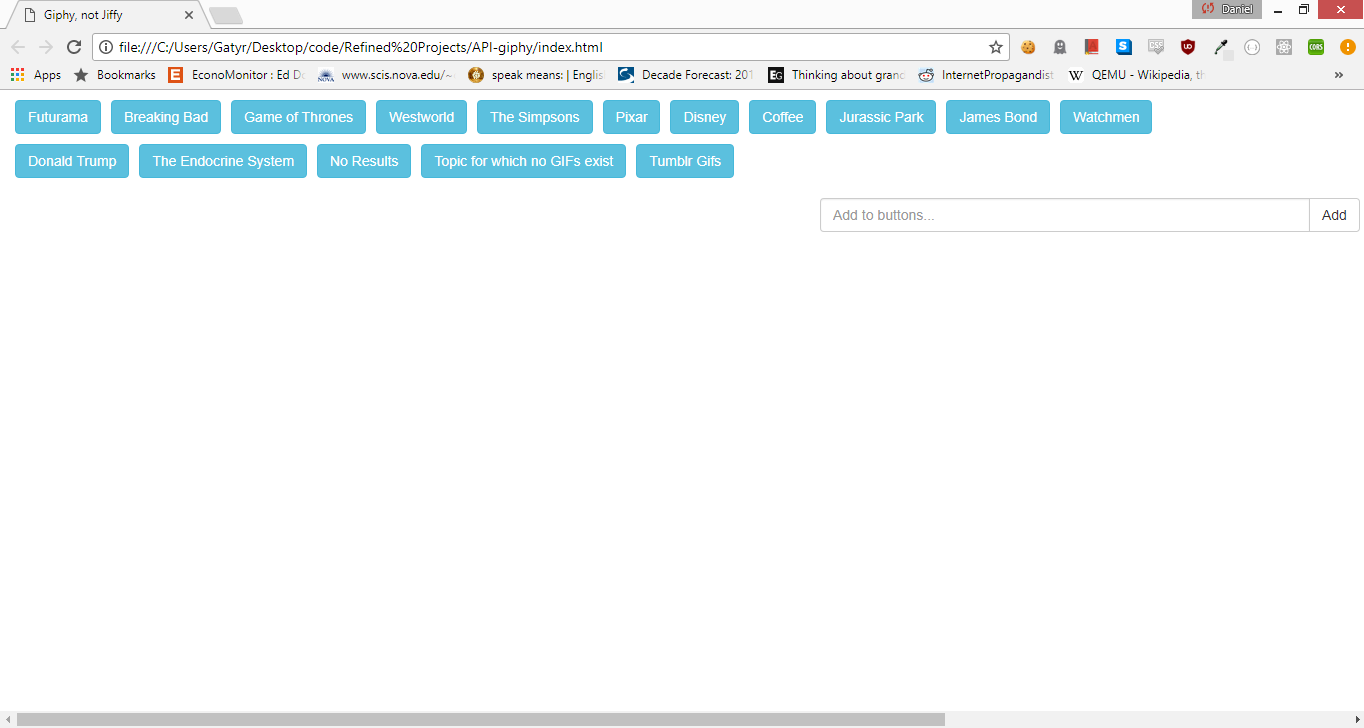 Giphy, not Jiffy
Daniel
file:///C:/Users/Gatyr/Desktop/code/Refined%20Projects/API-giphy/index.html
Apps Bookmarks EconoMonitor : Ed Do www.scis.nova.edu/~ speak means: | Englis Decade Forecast: 201 Thinking about grand InternetPropagandist QEMU - Wikipedia, th »
Futurama Breaking Bad Game of Thrones Westworld The Simpsons Pixar Disney Coffee Jurassic Park James Bond Watchmen
Donald Trump The Endocrine System No Results Topic for which no GIFs exist Tumblr Gifs
Add to buttons... Add